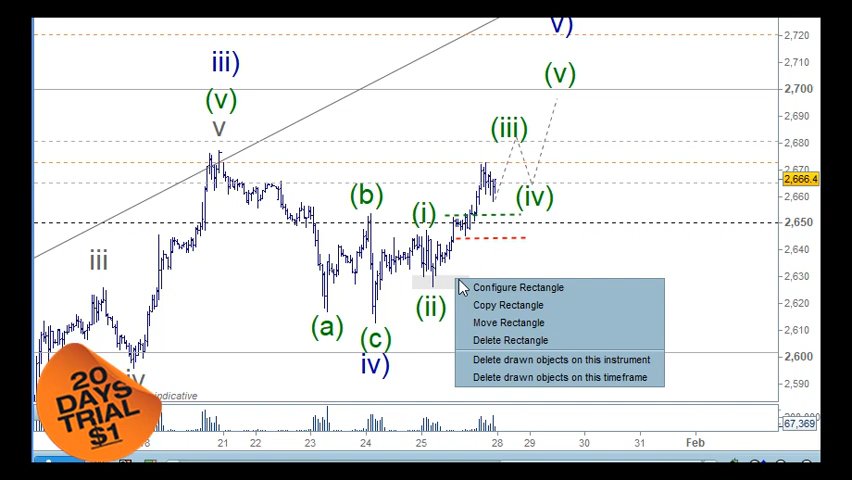 v)
2,720
iii)
2,710
(v)
(v)
2,700
v
2,690
(iii)
2,680
2,670
2,666.4
(b)
(iv)
2,660
(i)
2,650
iii
2,640
2,630
Configure Rectangle
(ii)
Copy Rectangle
2,620
(a)
Move Rectangle
2,610
(c)
Delete Rectangle
iv)
2,600
Delete drawn objects on this instrument
iv
Delete drawn objects on this timeframe
2,590
20
DAYS
TRIAL
$1
indicative
67,369
21 22 23 24 25 28 29 30 31 Feb